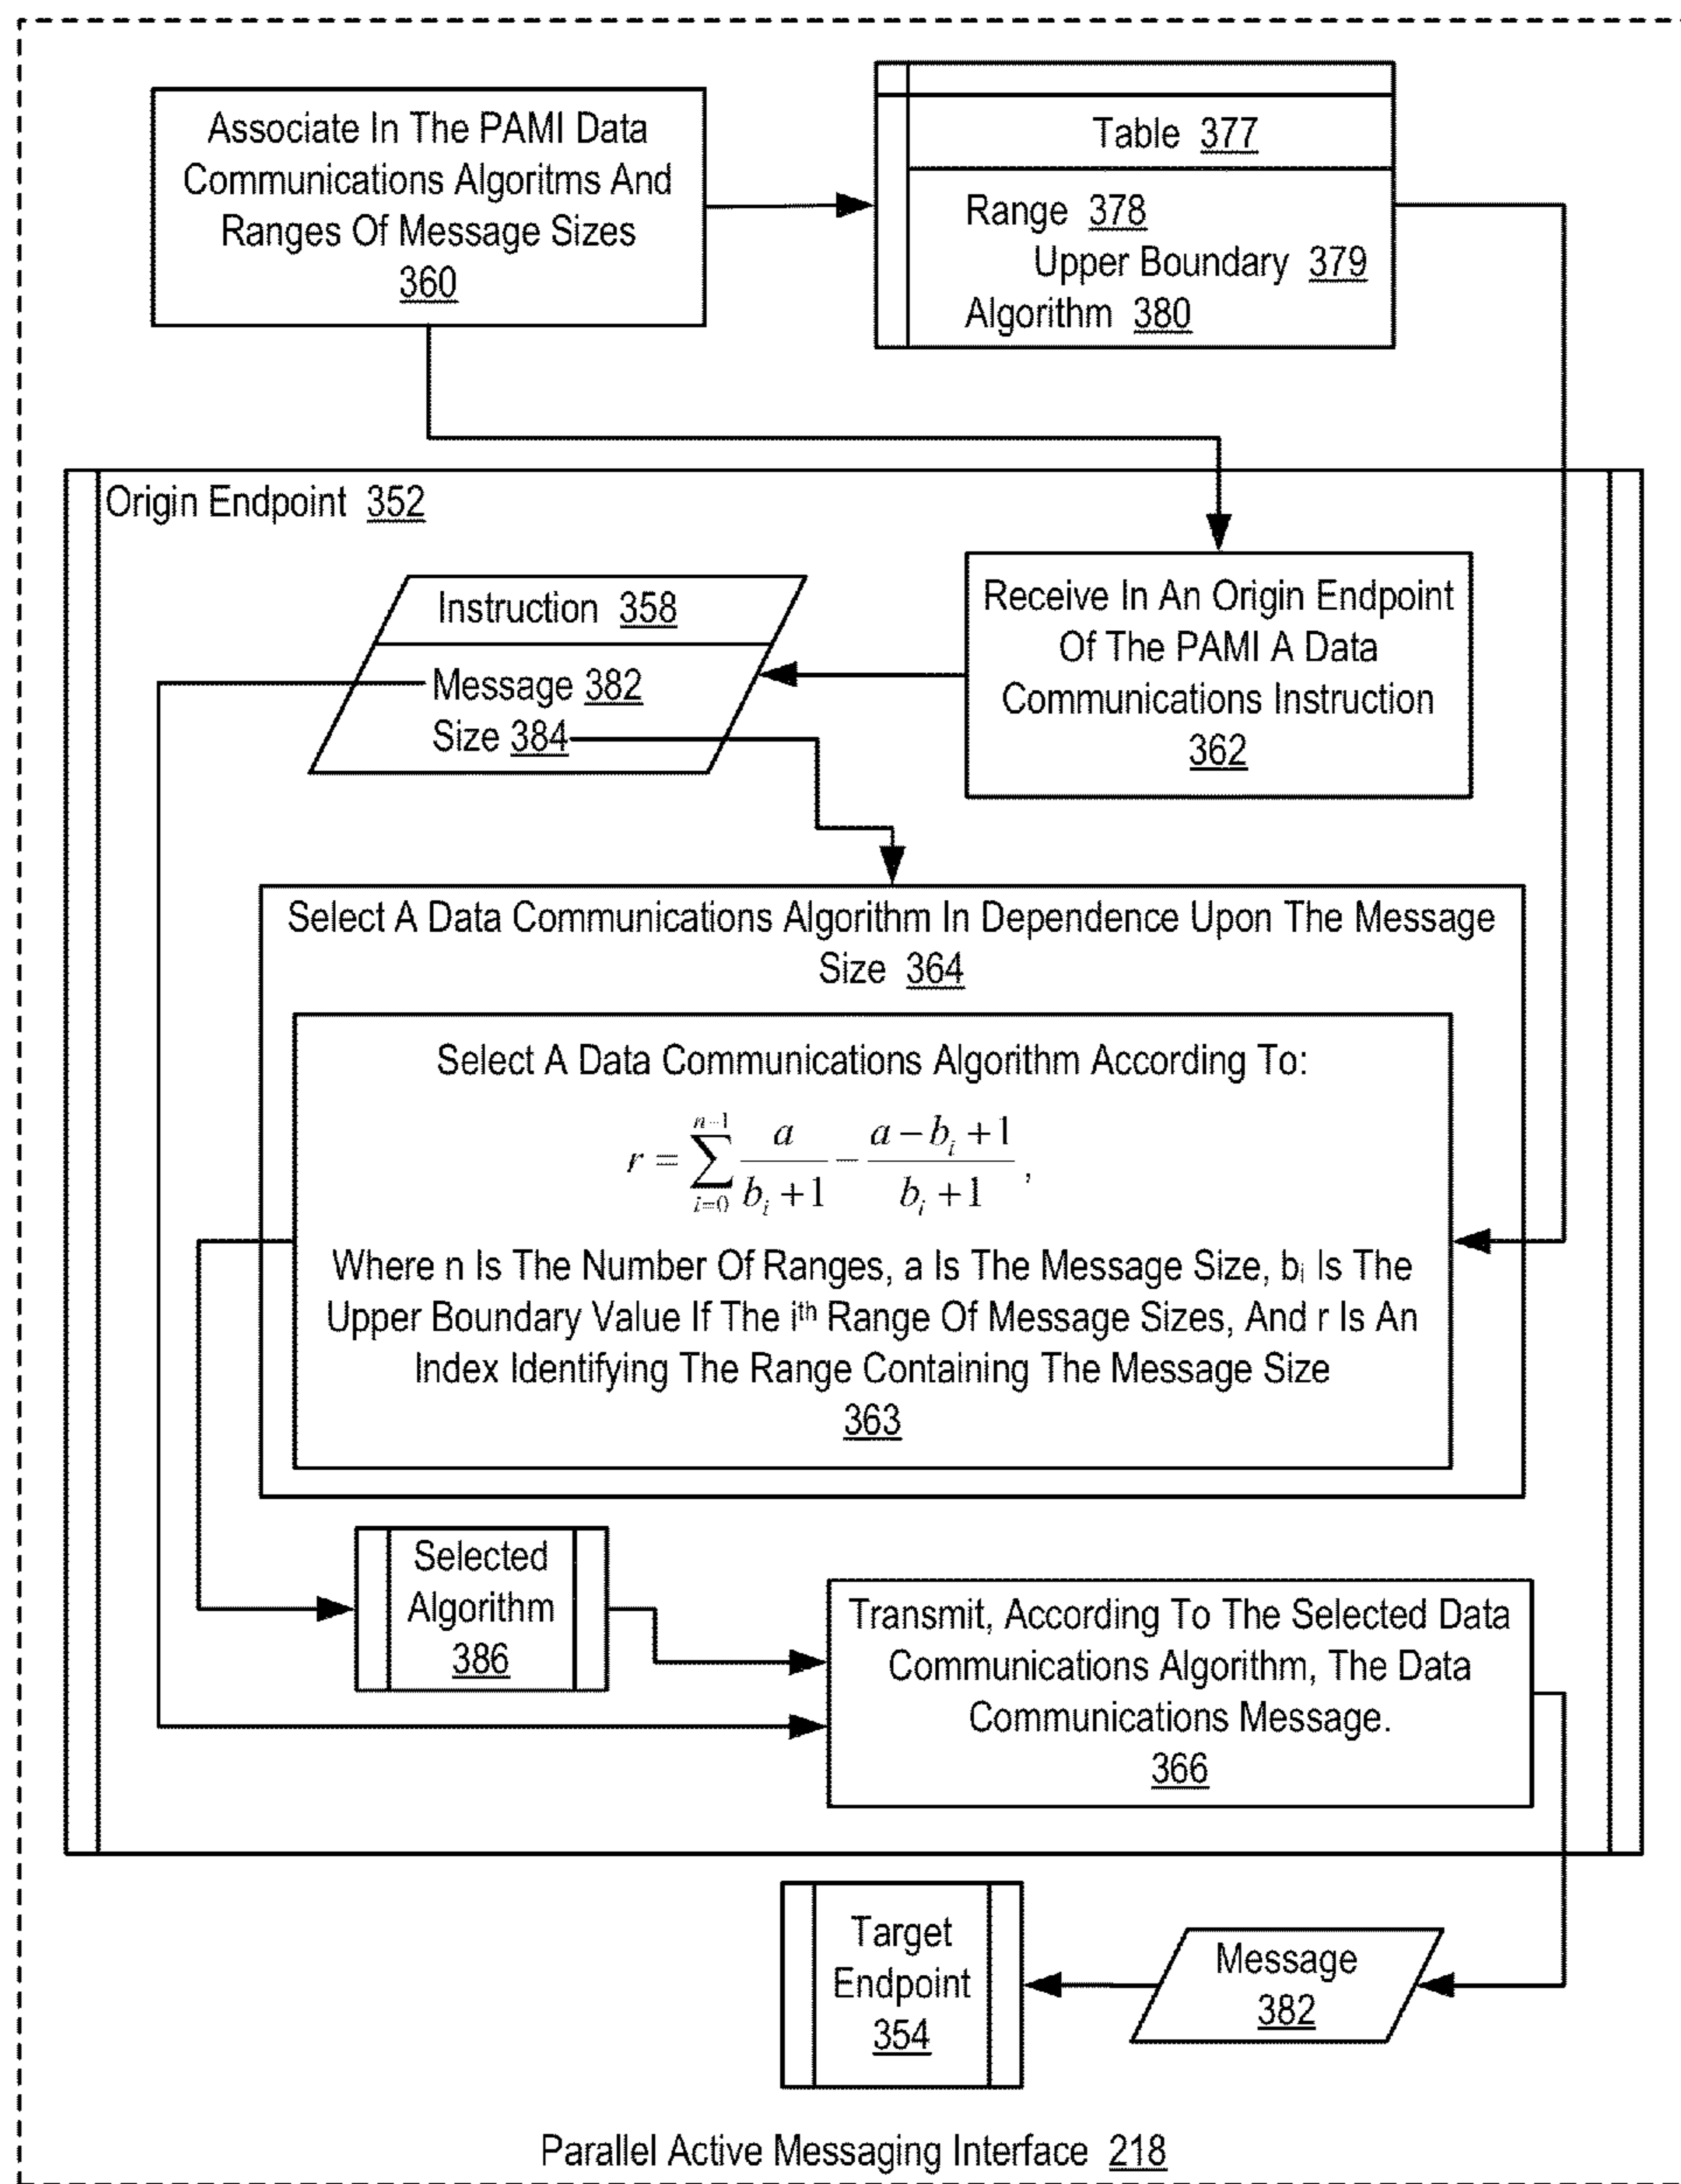 Associate In The PAMI Data
Communications Algoritms And
Ranges Of Message Sizes
360
Table 377
Range 378
Upper Boundary 379
Algorithm 380
Origin Endpoint 352
Instruction 358
Message 382
Size 384
Receive In An Origin Endpoint
Of The PAMI A Data
Communications Instruction
362
Select A Data Communications Algorithm In Dependence Upon The Message
Size 364
Select A Data Communications Algorithm According To:
r = \sum_{i=0}^{n-1} \frac{a}{b_i+1} - \frac{a-b_i+1}{b_i+1},
Where n Is The Number Of Ranges, a Is The Message Size, bᵢ Is The
Upper Boundary Value If The iᵗʰ Range Of Message Sizes, And r Is An
Index Identifying The Range Containing The Message Size
363
Selected
Algorithm
386
Transmit, According To The Selected Data
Communications Algorithm, The Data
Communications Message.
366
Target
Endpoint
354
Message
382
Parallel Active Messaging Interface 218